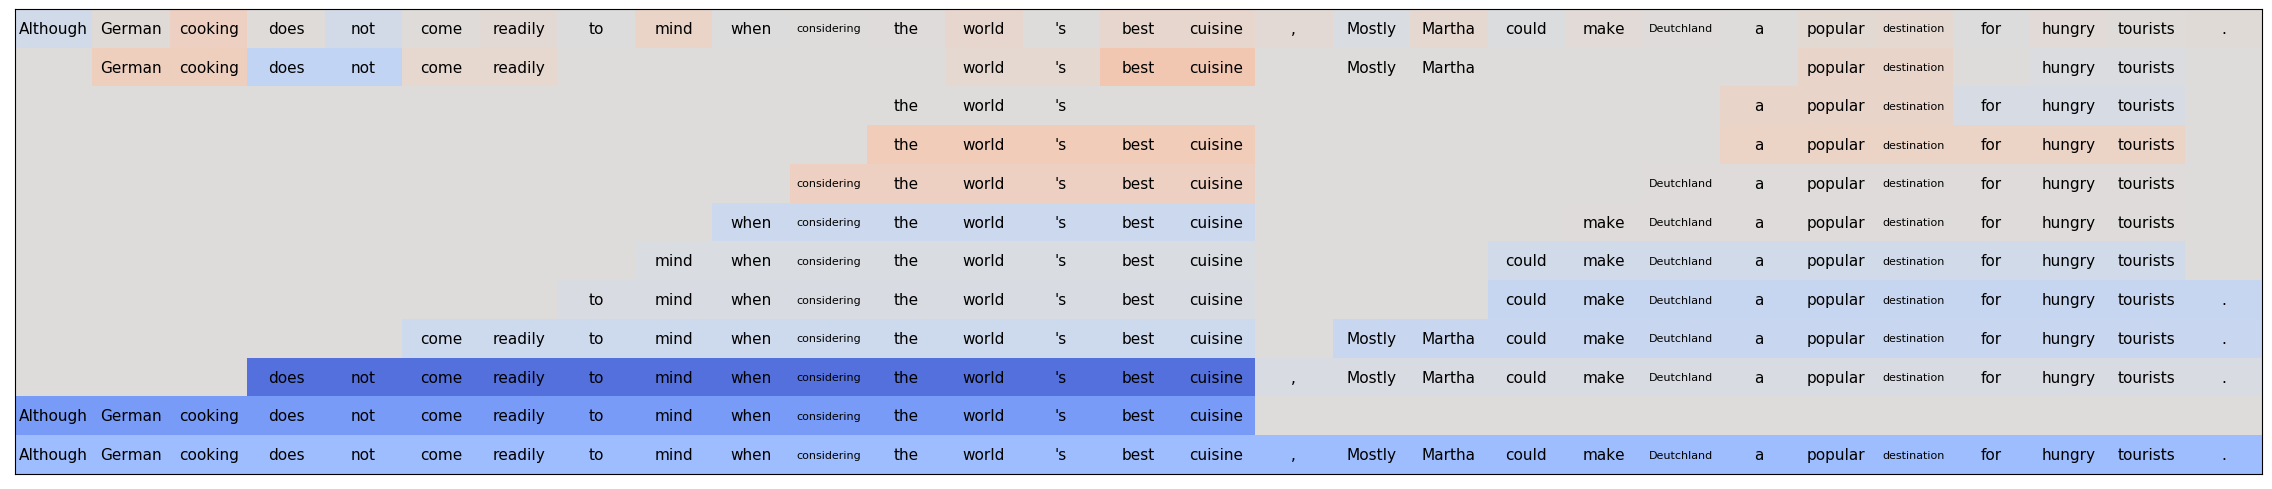 Although German cooking does not come readily to mind when considering the world 's best cuisine , Mostly Martha could make Deutchland a popular destination for hungry tourists .
German cooking does not come readily world 's best cuisine Mostly Martha popular destination hungry tourists
the world 's a popular destination for hungry tourists
the world 's best cuisine a popular destination for hungry tourists
considering the world 's best cuisine Deutchland a popular destination for hungry tourists
when considering the world 's best cuisine make Deutchland a popular destination for hungry tourists
mind when considering the world 's best cuisine could make Deutchland a popular destination for hungry tourists
to mind when considering the world 's best cuisine could make Deutchland a popular destination for hungry tourists .
come readily to mind when considering the world 's best cuisine Mostly Martha could make Deutchland a popular destination for hungry tourists .
does not come readily to mind when considering the world 's best cuisine , Mostly Martha could make Deutchland a popular destination for hungry tourists .
Although German cooking does not come readily to mind when considering the world 's best cuisine
Although German cooking does not come readily to mind when considering the world 's best cuisine , Mostly Martha could make Deutchland a popular destination for hungry tourists .